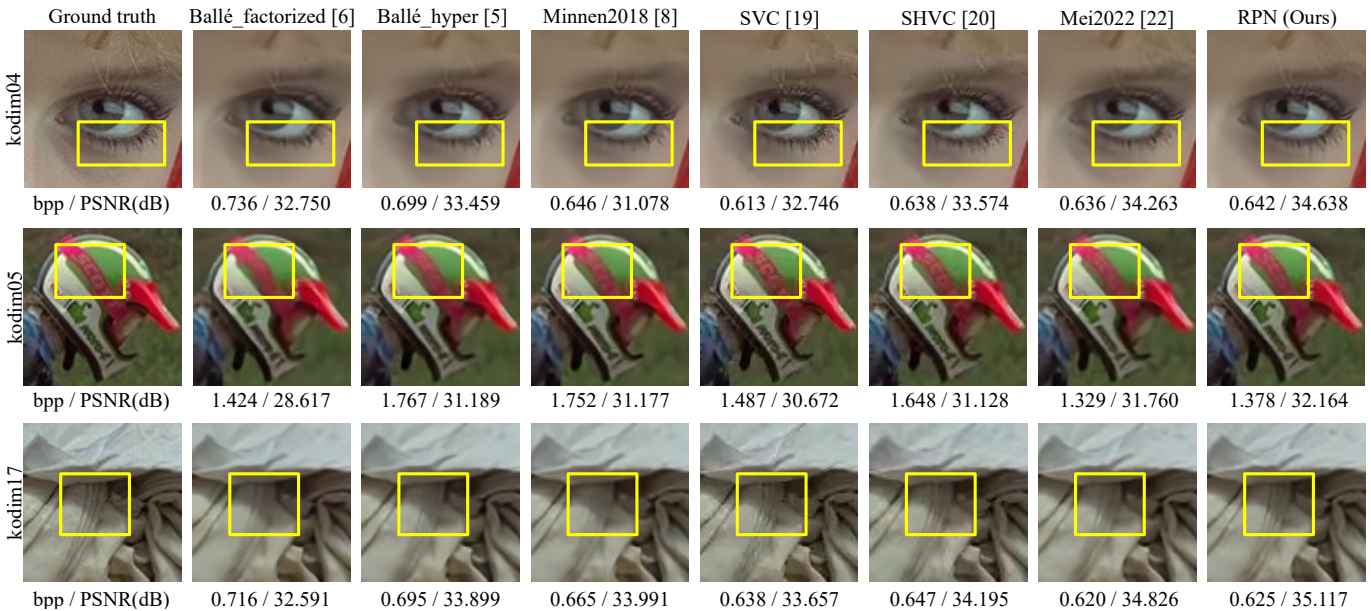 Ground truth Ballé_factorized [6] Ballé_hyper [5] Minnen2018 [8] SVC [19] SHVC [20] Mei2022 [22] RPN (Ours)
kodim04
bpp / PSNR(dB) 0.736 / 32.750 0.699 / 33.459 0.646 / 31.078 0.613 / 32.746 0.638 / 33.574 0.636 / 34.263 0.642 / 34.638
kodim05
bpp / PSNR(dB) 1.424 / 28.617 1.767 / 31.189 1.752 / 31.177 1.487 / 30.672 1.648 / 31.128 1.329 / 31.760 1.378 / 32.164
kodim17
bpp / PSNR(dB) 0.716 / 32.591 0.695 / 33.899 0.665 / 33.991 0.638 / 33.657 0.647 / 34.195 0.620 / 34.826 0.625 / 35.117